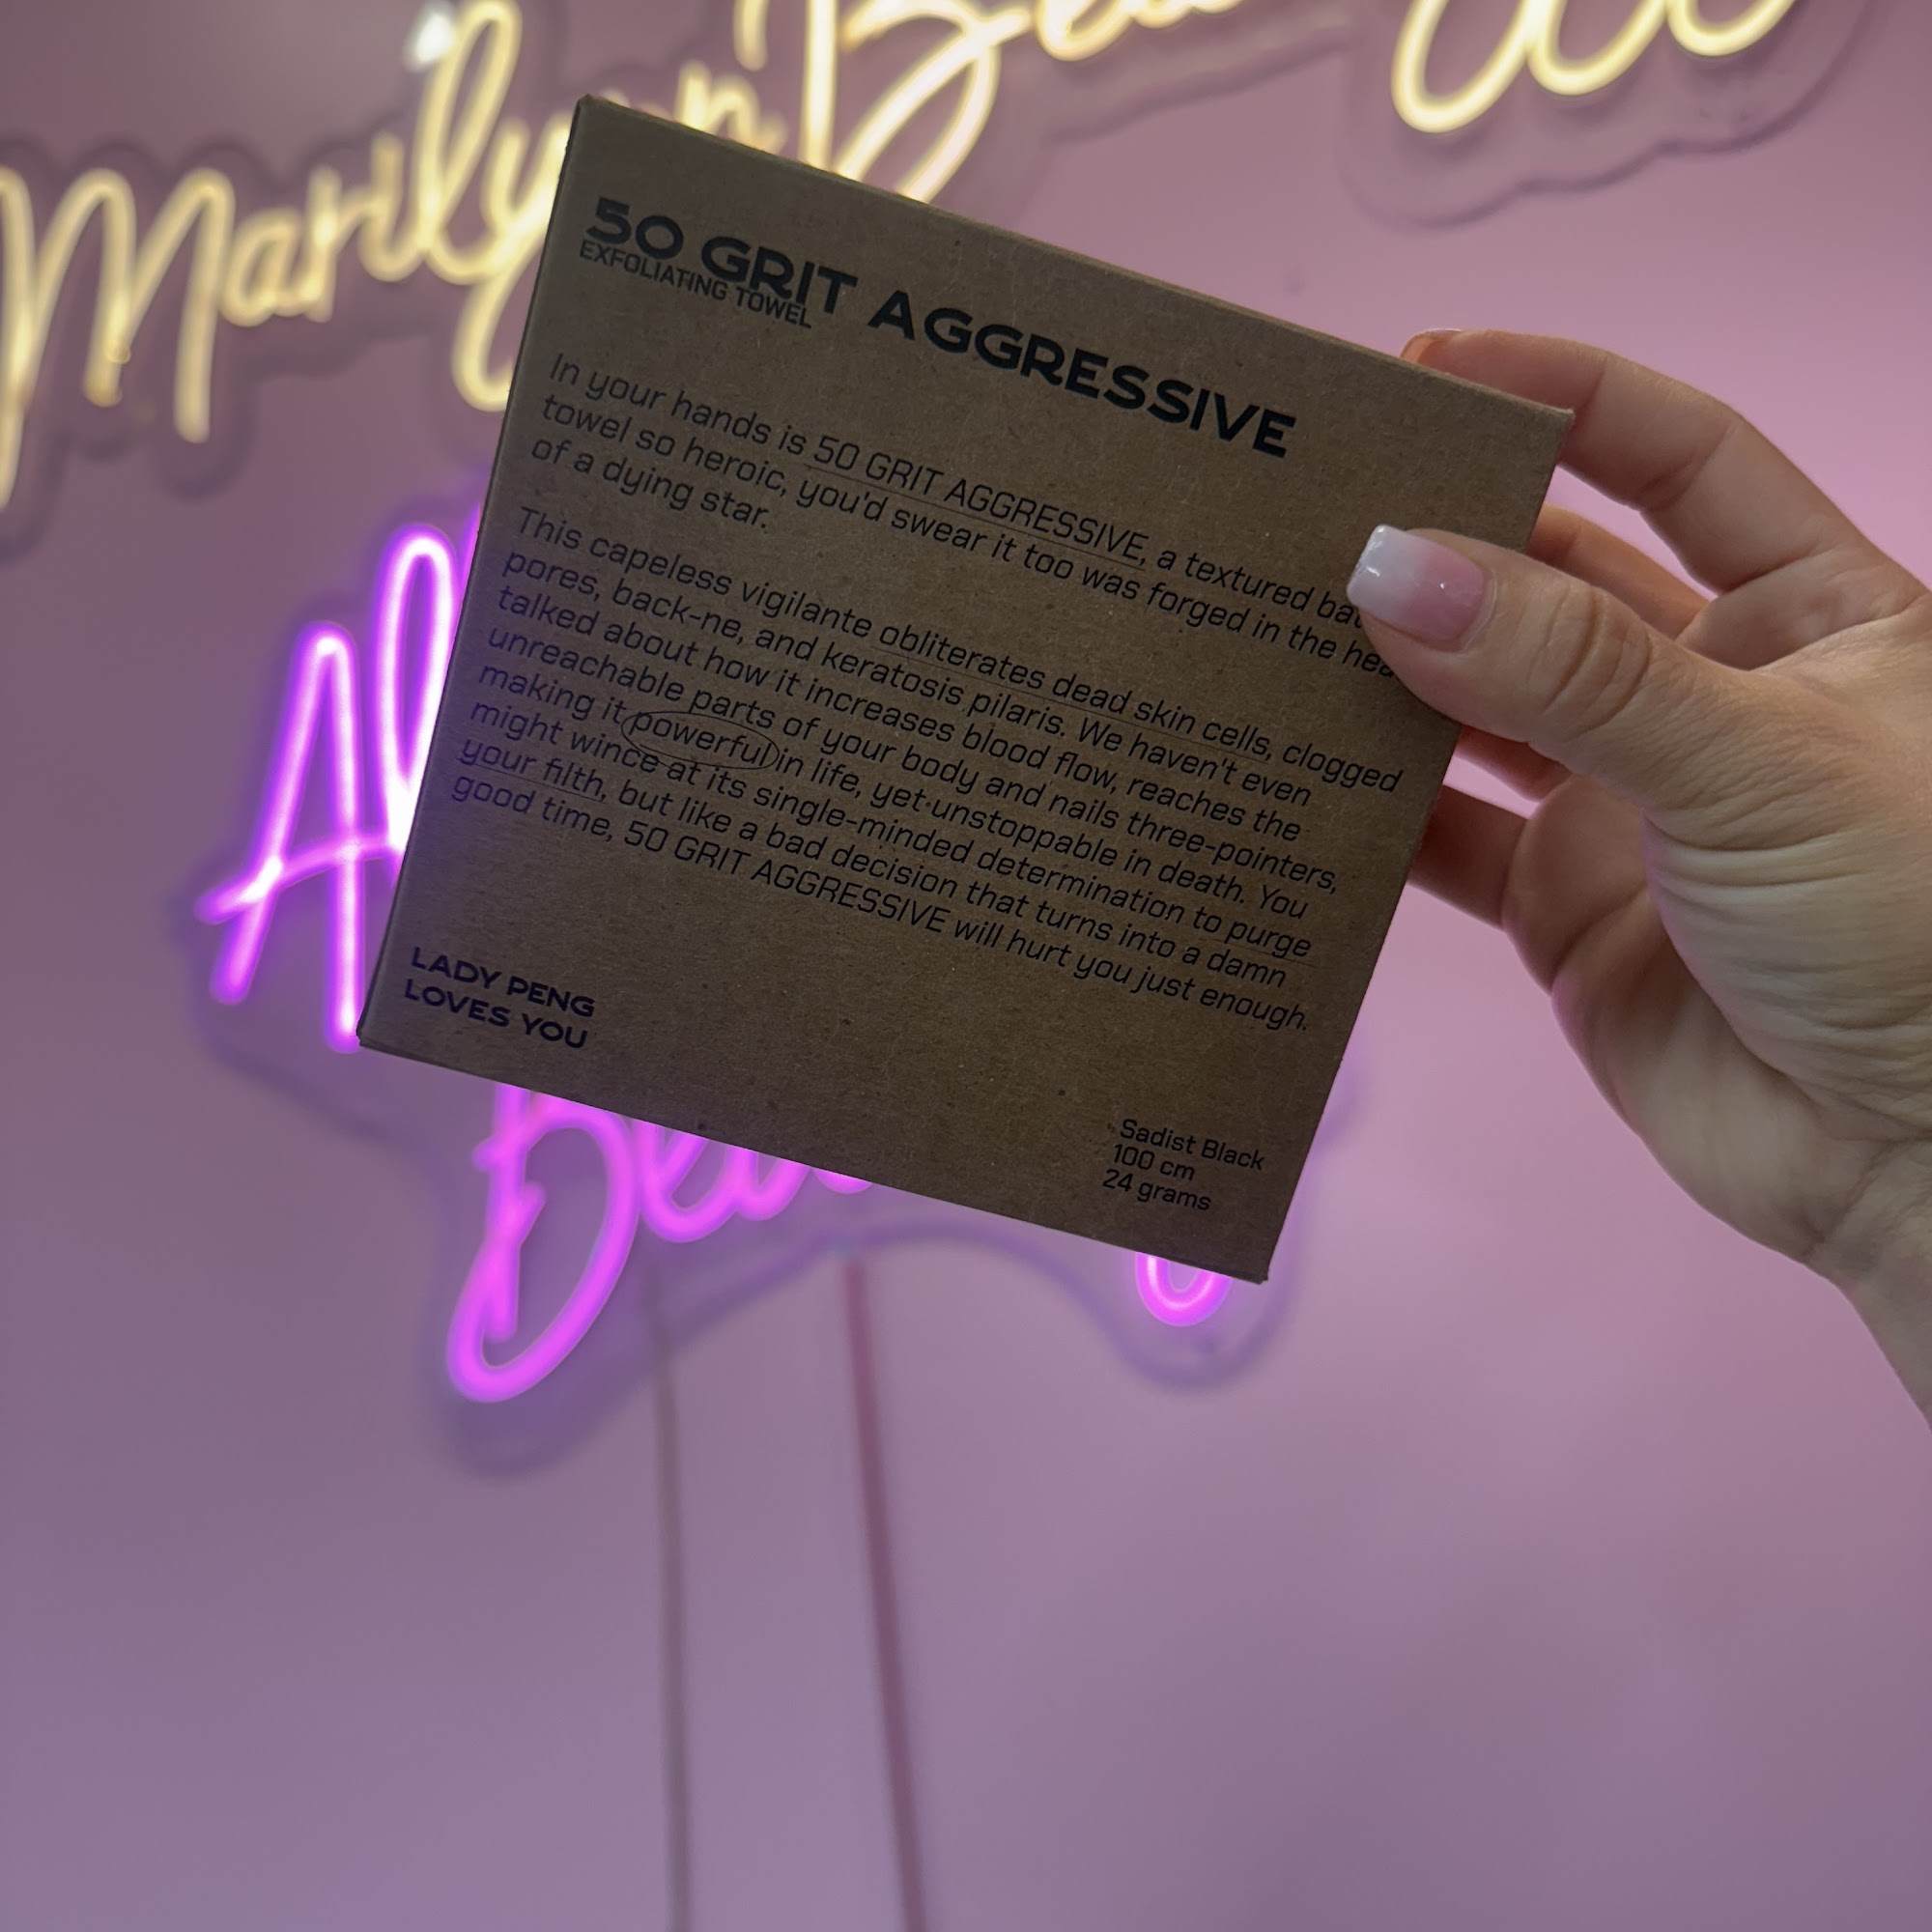 Marilyn
50 GRIT AGGRESSIVE
EXFOLIATING TOWEL
In your hands is 50 GRIT AGGRESSIVE, a textured
towel so heroic, you'd swear it too was forged in the
of a dying star.
This capeless vigilante obliterates dead skin cells, clogged
pores, back-ne, and keratosis pilaris. We haven't even
talked about how it increases blood flow, reaches the
unreachable parts of your body and nails three-pointers,
making it powerful in life, yet unstoppable in death. You
might wince at its single-minded determination to purge
your filth, but like a bad decision that turns into a damn
good time, 50 GRIT AGGRESSIVE will hurt you just enough.
LADY PENG
LOVES YOU
Sadist Black
100 cm
24 grams